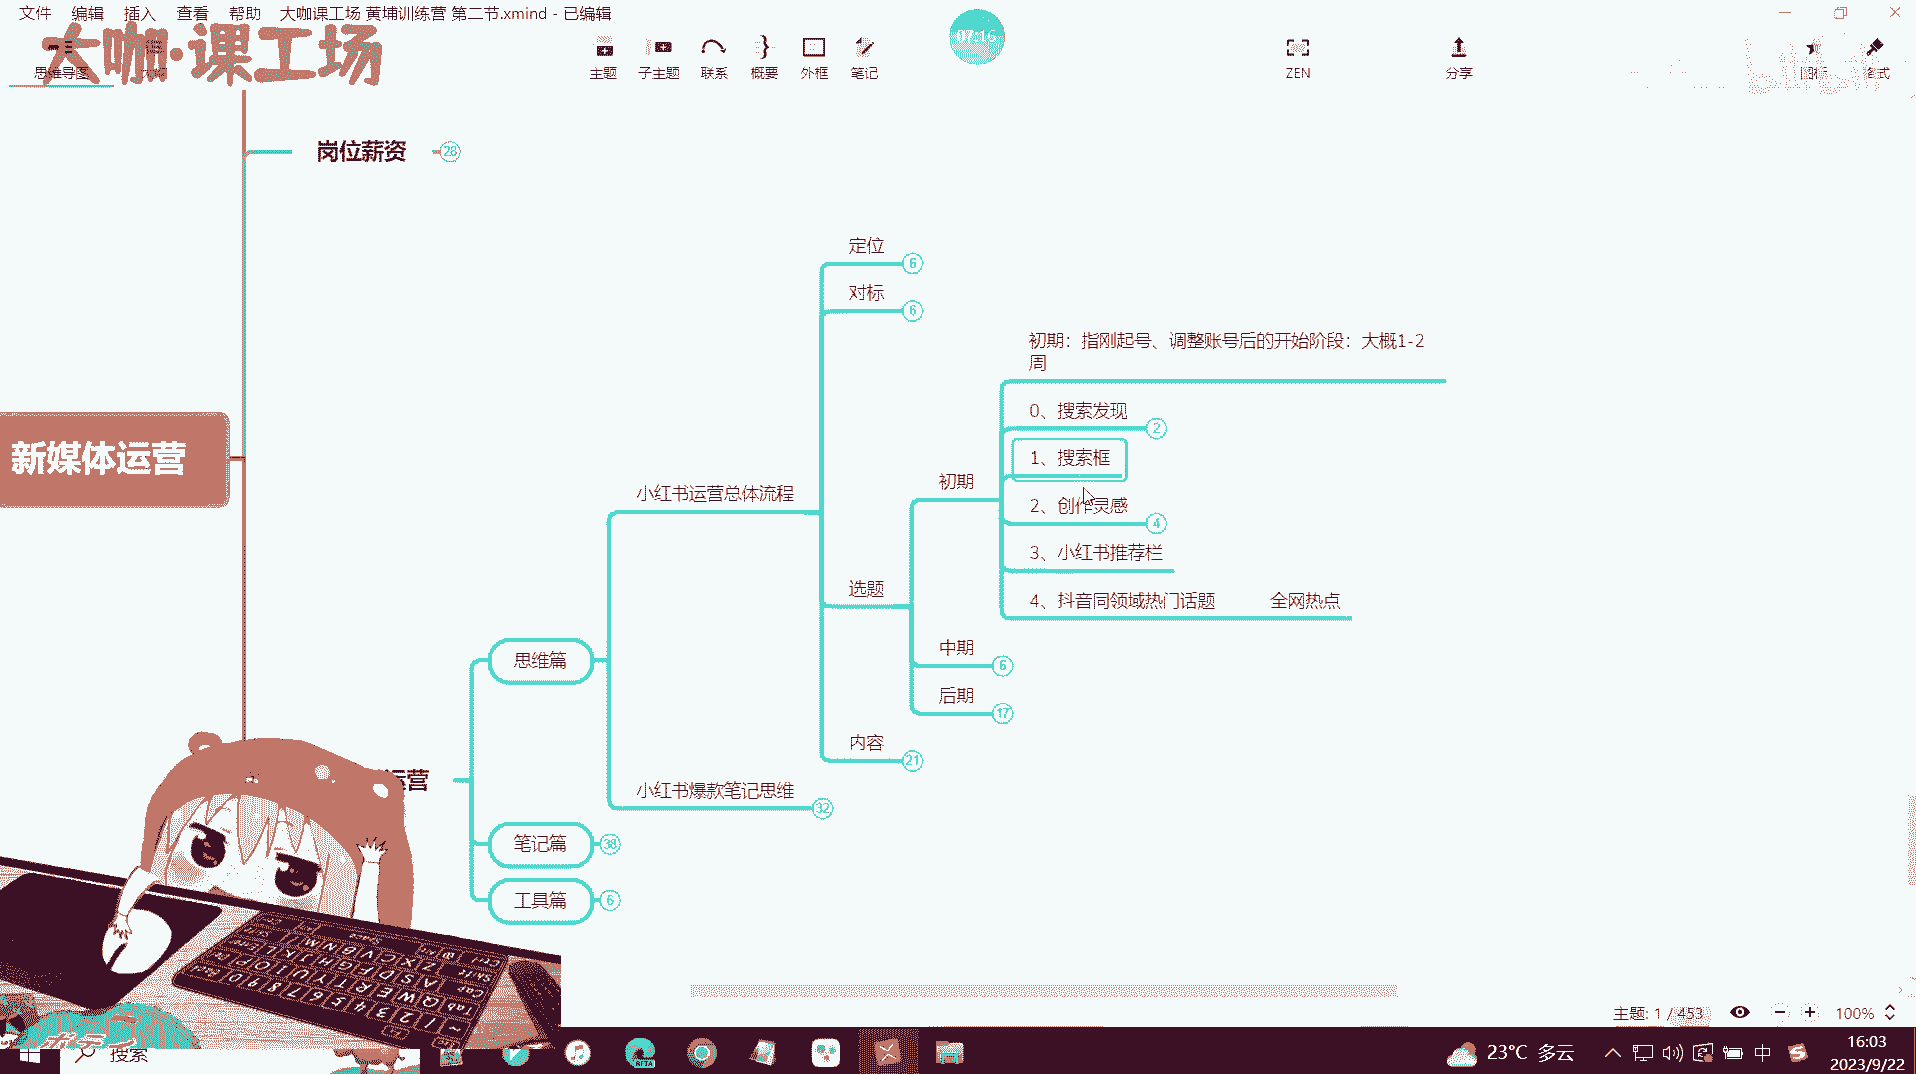 文件 编辑 插入 查看 帮助 大咖课工场 黄埔训练营 第二节.xmind - 已编辑
大咖·课工场
思维导图
主题 子主题 联系 概要 外框 笔记
07:16
ZEN
分享
图标
格式
岗位薪资 28
定位 6
对标 6
初期：指刚起号、调整账号后的开始阶段：大概1-2
周
0、搜索发现 2
1、搜索框
2、创作灵感 4
3、小红书推荐栏
4、抖音同领域热门话题 全网热点
初期
新媒体运营
小红书运营总体流程
选题
中期 6
后期 17
思维篇
内容 21
运营
小红书爆款笔记思维 32
笔记篇 38
工具篇 6
主题: 1 / 453
100%
搜索
BETA
23°C 多云
中
16:03
2023/9/22